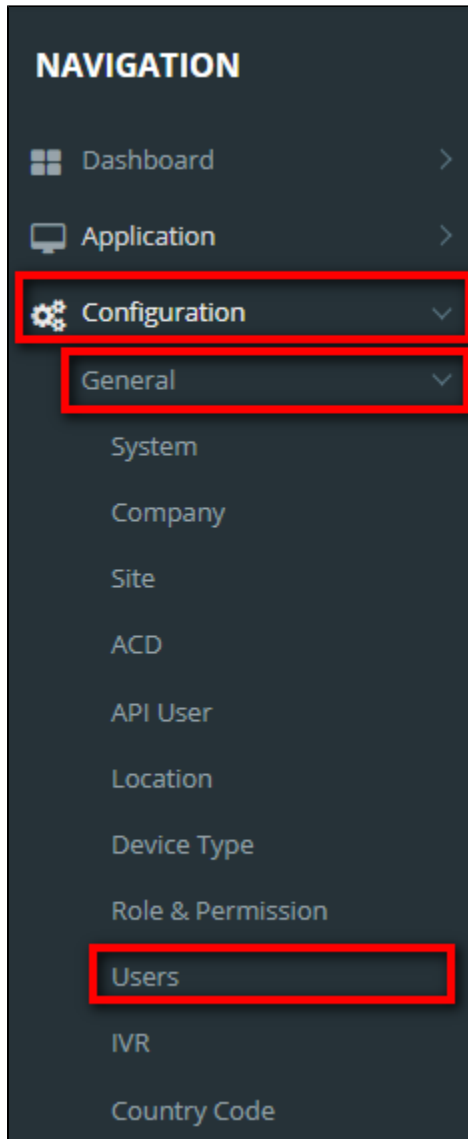 NAVIGATION
Dashboard
Application
Configuration
General
System
Company
Site
ACD
API User
Location
Device Type
Role & Permission
Users
IVR
Country Code